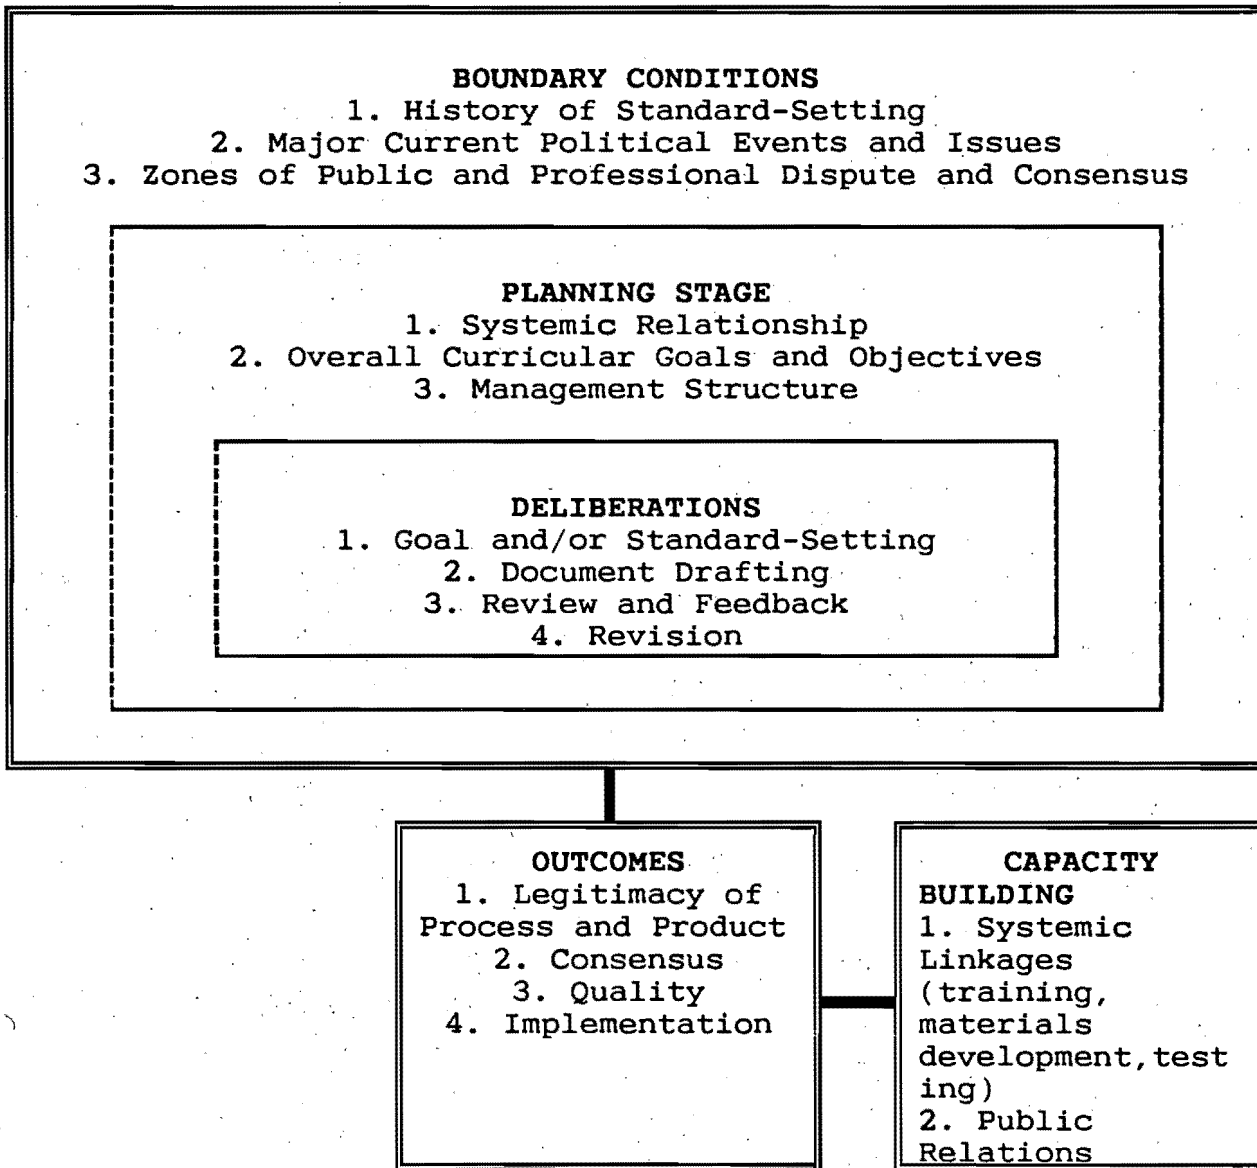 BOUNDARY CONDITIONS
1. History of Standard-Setting
2. Major Current Political Events and Issues
3. Zones of Public and Professional Dispute and Consensus
PLANNING STAGE
1. Systemic Relationship
2. Overall Curricular Goals and Objectives
3. Management Structure
DELIBERATIONS
1. Goal and/or Standard-Setting
2. Document Drafting
3. Review and Feedback
4. Revision
OUTCOMES
1. Legitimacy of
Process and Product
2. Consensus
3. Quality
4. Implementation
CAPACITY
BUILDING
1. Systemic
Linkages
(training,
materials
development,test
ing)
2. Public
Relations